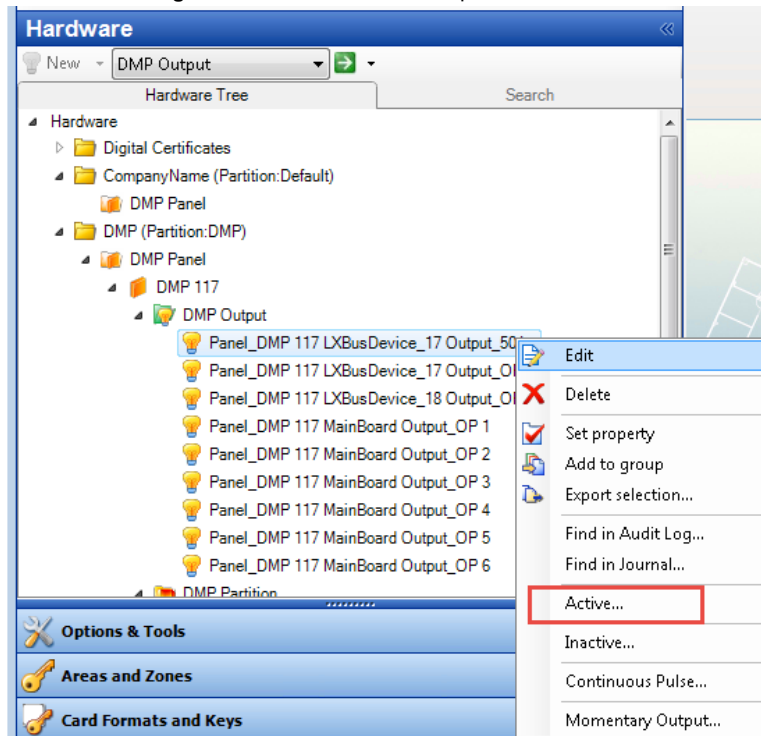 Hardware
New DMP Output
Hardware Tree Search
Hardware
Digital Certificates
CompanyName (Partition:Default)
DMP Panel
DMP (Partition:DMP)
DMP Panel
DMP 117
DMP Output
Panel_DMP 117 LXBusDevice_17 Output_50
Panel_DMP 117 LXBusDevice_17 Output_O
Panel_DMP 117 LXBusDevice_18 Output_O
Panel_DMP 117 MainBoard Output_OP 1
Panel_DMP 117 MainBoard Output_OP 2
Panel_DMP 117 MainBoard Output_OP 3
Panel_DMP 117 MainBoard Output_OP 4
Panel_DMP 117 MainBoard Output_OP 5
Panel_DMP 117 MainBoard Output_OP 6
DMP Partition
Edit
Delete
Set property
Add to group
Export selection...
Find in Audit Log...
Find in Journal...
Active...
Inactive...
Continuous Pulse...
Momentary Output...
Options & Tools
Areas and Zones
Card Formats and Keys